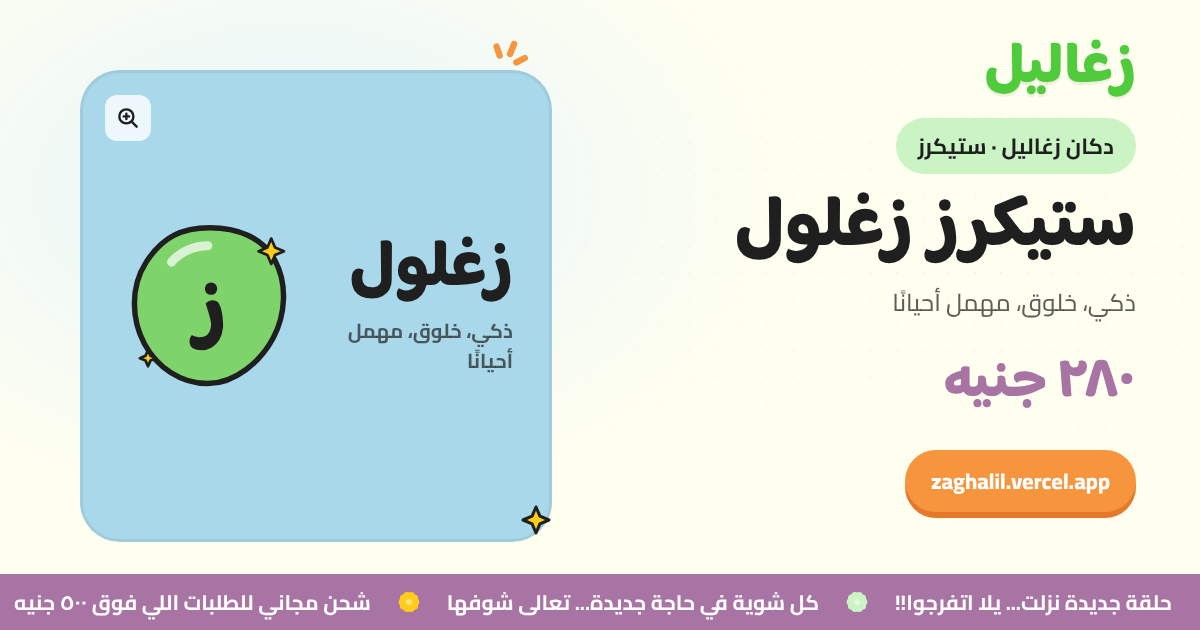 زغاليل
دكان زغاليل · ستيكرز
ستيكرز زغلول
ذكي، خلوق، مهمل أحيانًا
٢٨٠ جنيه
zaghalil.vercel.app
زغلول
ذكي، خلوق، مهمل
أحيانًا
ز
حلقة جديدة نزلت... يلا اتفرجوا!! كل شوية في حاجة جديدة... تعالى شوفها شحن مجاني للطلبات اللي فوق ٥٠٠ جنيه